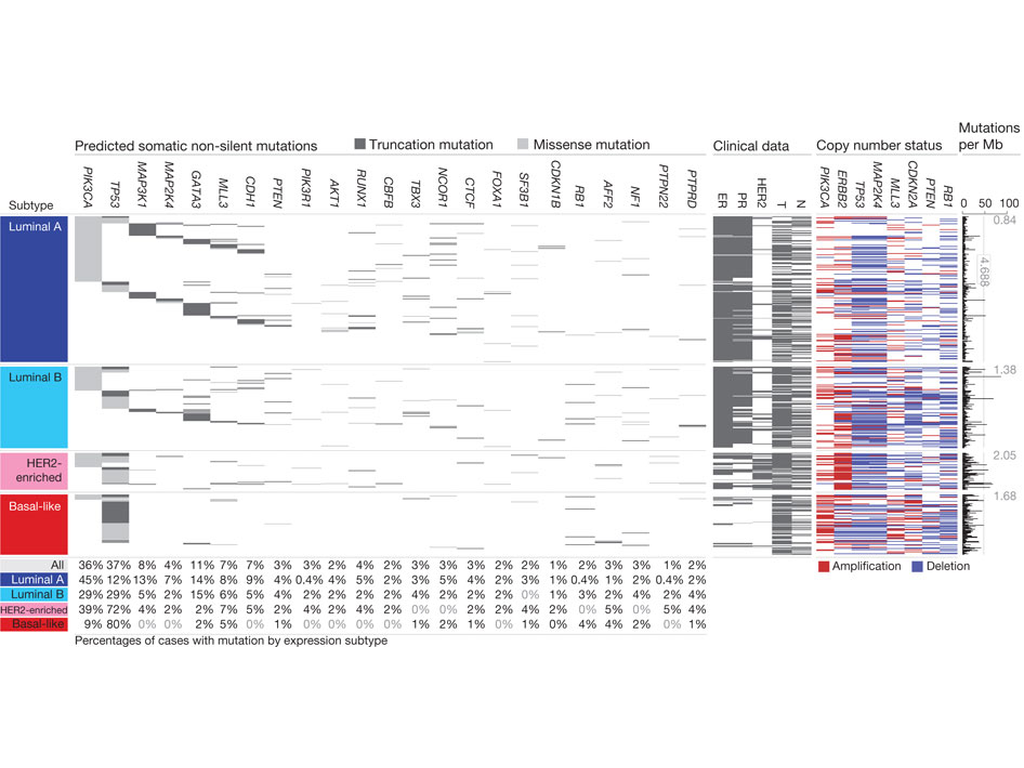 Mutations
Predicted somatic non-silent mutations Truncation mutation Missense mutation Clinical data Copy number status per Mb
Subtype PIK3CA TP53 MAP3K1 MAP2K4 GATA3 MLL3 CDH1 PTEN PIK3R1 AKT1 RUNX1 CBFB TBX3 NCOR1 CTCF FOXA1 SF3B1 CDKN1B RB1 AFF2 NF1 PTPN22 PTPRD ER PR HER2 T N PIK3CA ERBB2 TP53 MAP2K4 MLL3 CDKN2A PTEN RB1 0 50 100
Luminal A 0.84
4.688
Luminal B 1.38
HER2-
enriched 2.05
Basal-like 1.68
All 36% 37% 8% 4% 11% 7% 7% 3% 3% 2% 4% 2% 3% 3% 3% 2% 2% 1% 2% 3% 3% 1% 2% Amplification Deletion
Luminal A 45% 12% 13% 7% 14% 8% 9% 4% 0.4% 4% 5% 2% 3% 5% 4% 2% 3% 1% 0.4% 1% 2% 0.4% 2%
Luminal B 29% 29% 5% 2% 15% 6% 5% 4% 2% 2% 2% 2% 4% 2% 2% 2% 0% 1% 3% 2% 4% 2% 4%
HER2-enriched 39% 72% 4% 2% 2% 7% 5% 2% 4% 2% 4% 2% 0% 0% 2% 2% 4% 2% 0% 5% 0% 5% 4%
Basal-like 9% 80% 0% 0% 2% 5% 0% 1% 0% 0% 0% 0% 1% 2% 1% 0% 1% 0% 4% 4% 2% 0% 1%
Percentages of cases with mutation by expression subtype